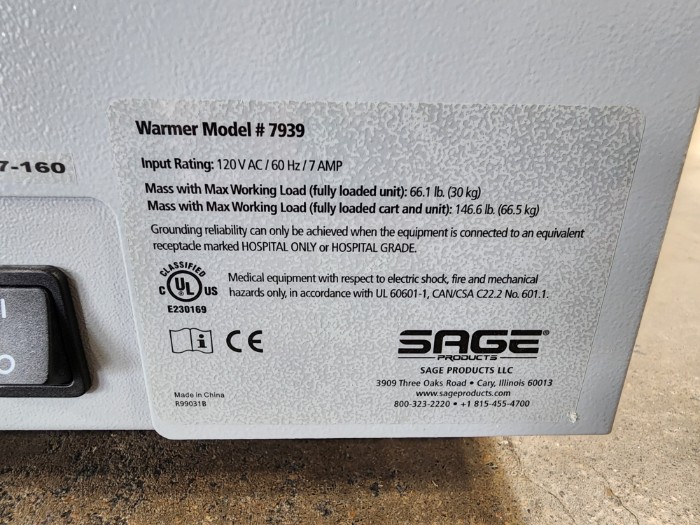 Warmer Model # 7939
7-160
Input Rating: 120 V AC / 60 Hz / 7 AMP
Mass with Max Working Load (fully loaded unit): 66.1 lb. (30 kg)
Mass with Max Working Load (fully loaded cart and unit): 146.6 lb. (66.5 kg)
Grounding reliability can only be achieved when the equipment is connected to an equivalent
receptacle marked HOSPITAL ONLY or HOSPITAL GRADE.
CLASSIFIED
C UL US
E230169
Medical equipment with respect to electric shock, fire and mechanical
hazards only, in accordance with UL 60601-1, CAN/CSA C22.2 No. 601.1.
i CE
SAGE®
PRODUCTS
SAGE PRODUCTS LLC
3909 Three Oaks Road • Cary, Illinois 60013
www.sageproducts.com
800-323-2220 • +1 815-455-4700
Made in China
R99031B
I
O